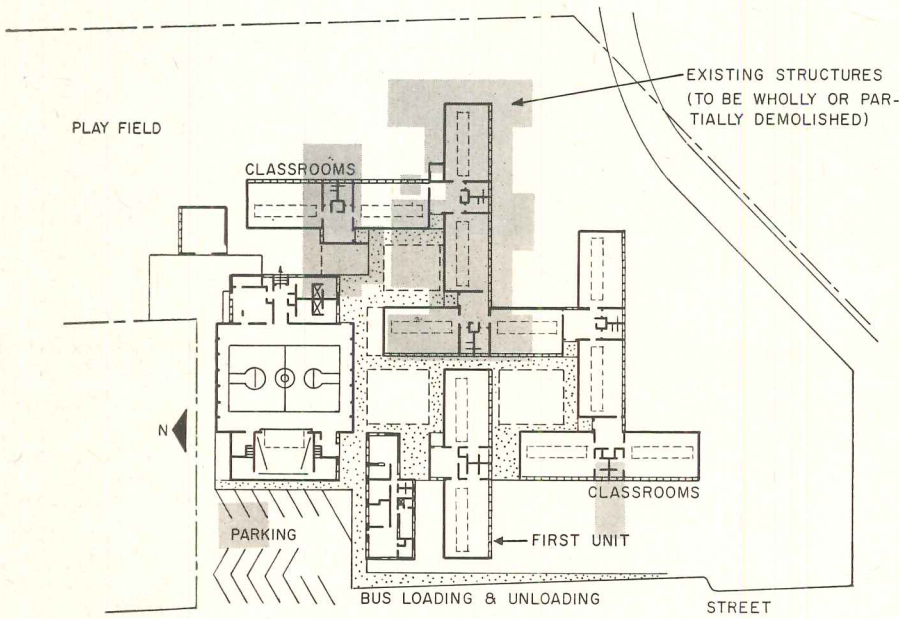 EXISTING STRUCTURES
(TO BE WHOLLY OR PAR-
TIALLY DEMOLISHED)
PLAY FIELD
CLASSROOMS
N
CLASSROOMS
PARKING
FIRST UNIT
BUS LOADING & UNLOADING
STREET